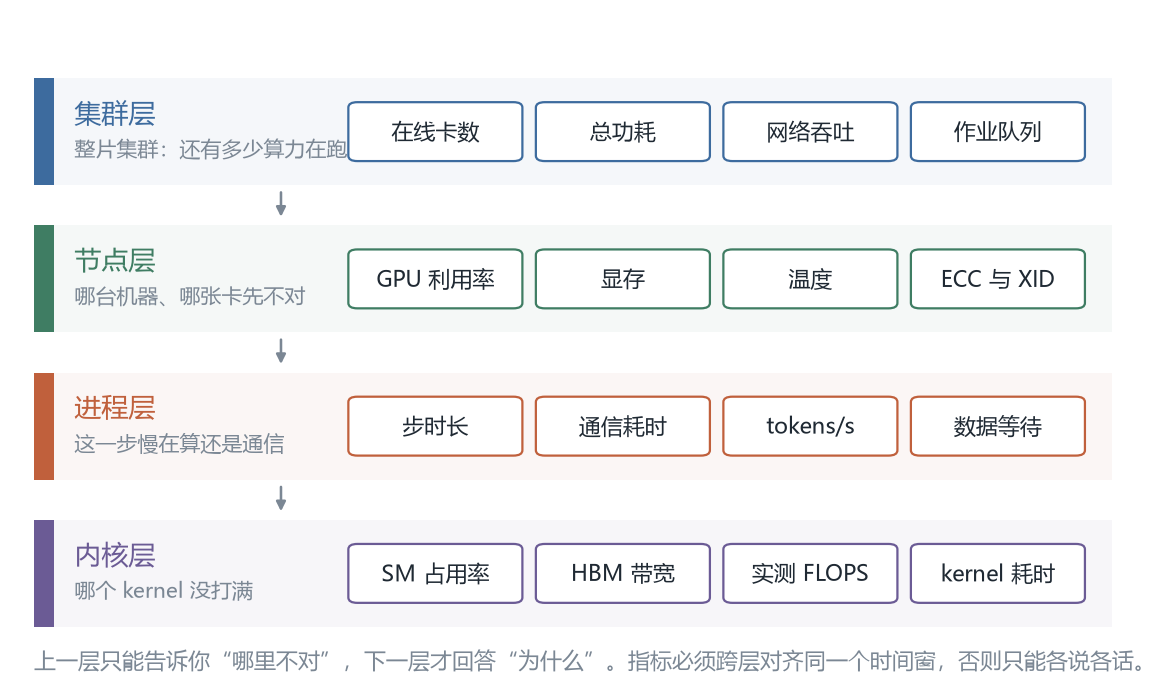 集群层
整片集群：还有多少算力在跑
在线卡数
总功耗
网络吞吐
作业队列
节点层
哪台机器、哪张卡先不对
GPU 利用率
显存
温度
ECC 与 XID
进程层
这一步慢在算还是通信
步时长
通信耗时
tokens/s
数据等待
内核层
哪个 kernel 没打满
SM 占用率
HBM 带宽
实测 FLOPS
kernel 耗时
上一层只能告诉你“哪里不对”，下一层才回答“为什么”。指标必须跨层对齐同一个时间窗，否则只能各说各话。